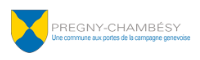 PREGNY-CHAMBÉSY
Une commune aux portes de la campagne genevoise